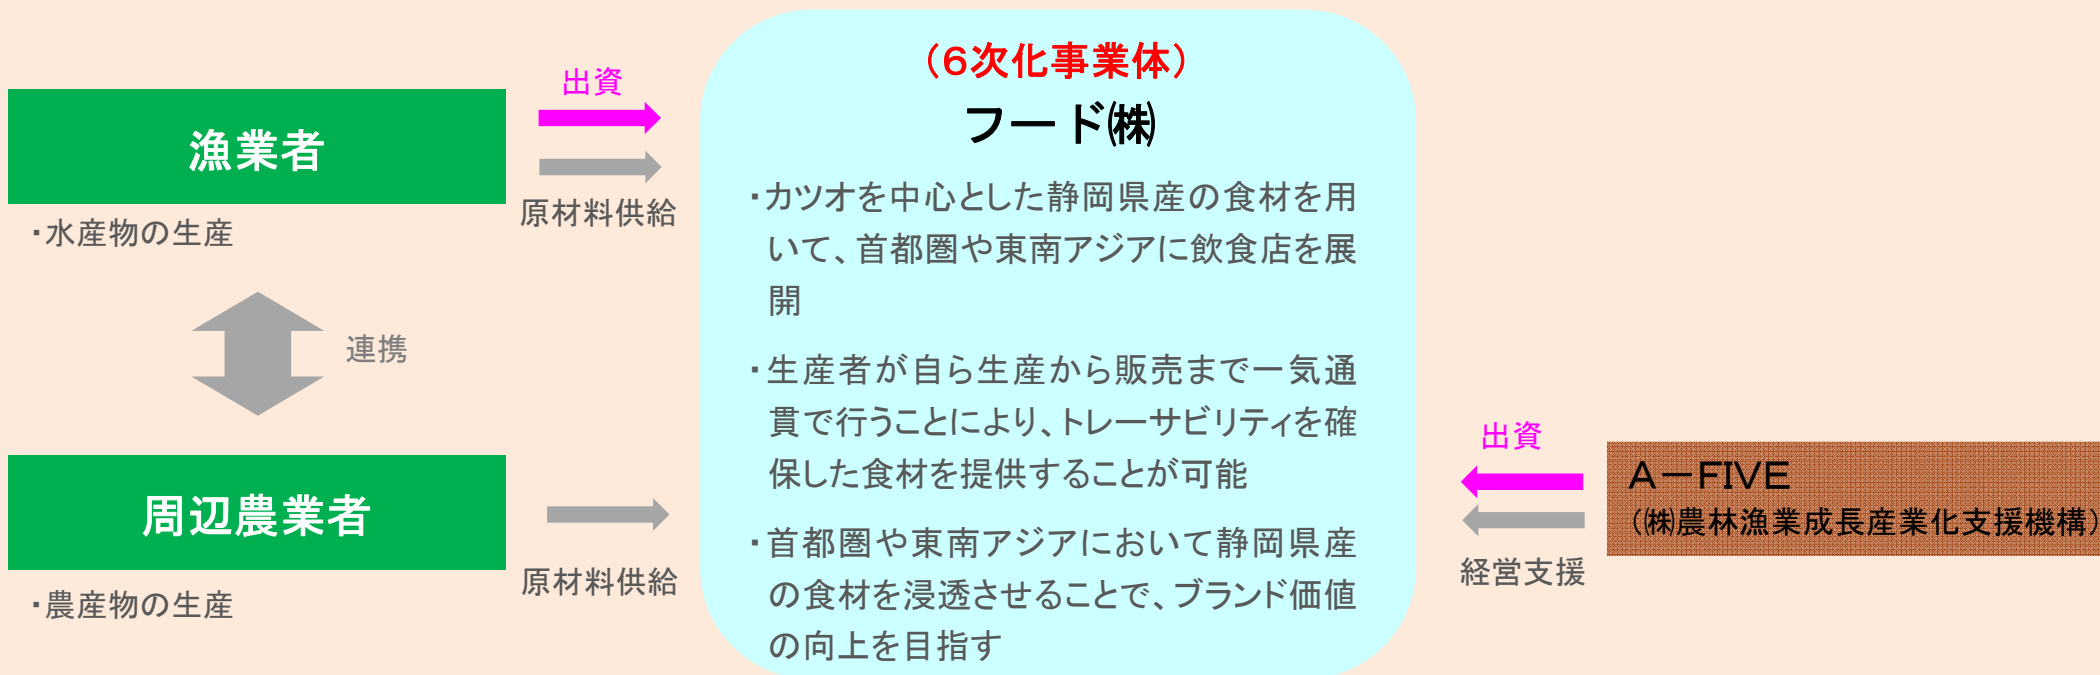 出資
漁業者
原材料供給
・水産物の生産
連携
周辺農業者
原材料供給
・農産物の生産
（６次化事業体）
フード㈱
・カツオを中心とした静岡県産の食材を用
いて、首都圏や東南アジアに飲食店を展
開
・生産者が自ら生産から販売まで一気通
貫で行うことにより、トレーサビリティを確
保した食材を提供することが可能
・首都圏や東南アジアにおいて静岡県産
の食材を浸透させることで、ブランド価値
の向上を目指す
出資
経営支援
Ａ－FIVE
（㈱農林漁業成長産業化支援機構）